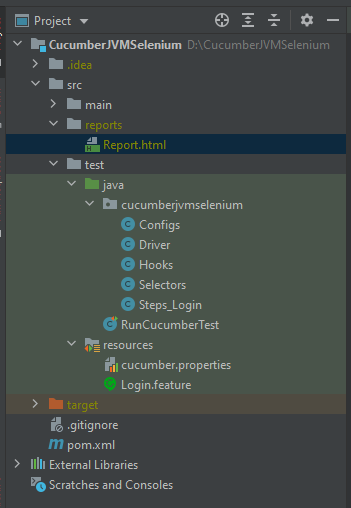 Project
CucumberJVMSelenium D:\CucumberJVMSelenium
.idea
src
main
reports
Report.html
test
java
cucumberjvmselenium
Configs
Driver
Hooks
Selectors
Steps_Login
RunCucumberTest
resources
cucumber.properties
Login.feature
target
.gitignore
pom.xml
External Libraries
Scratches and Consoles